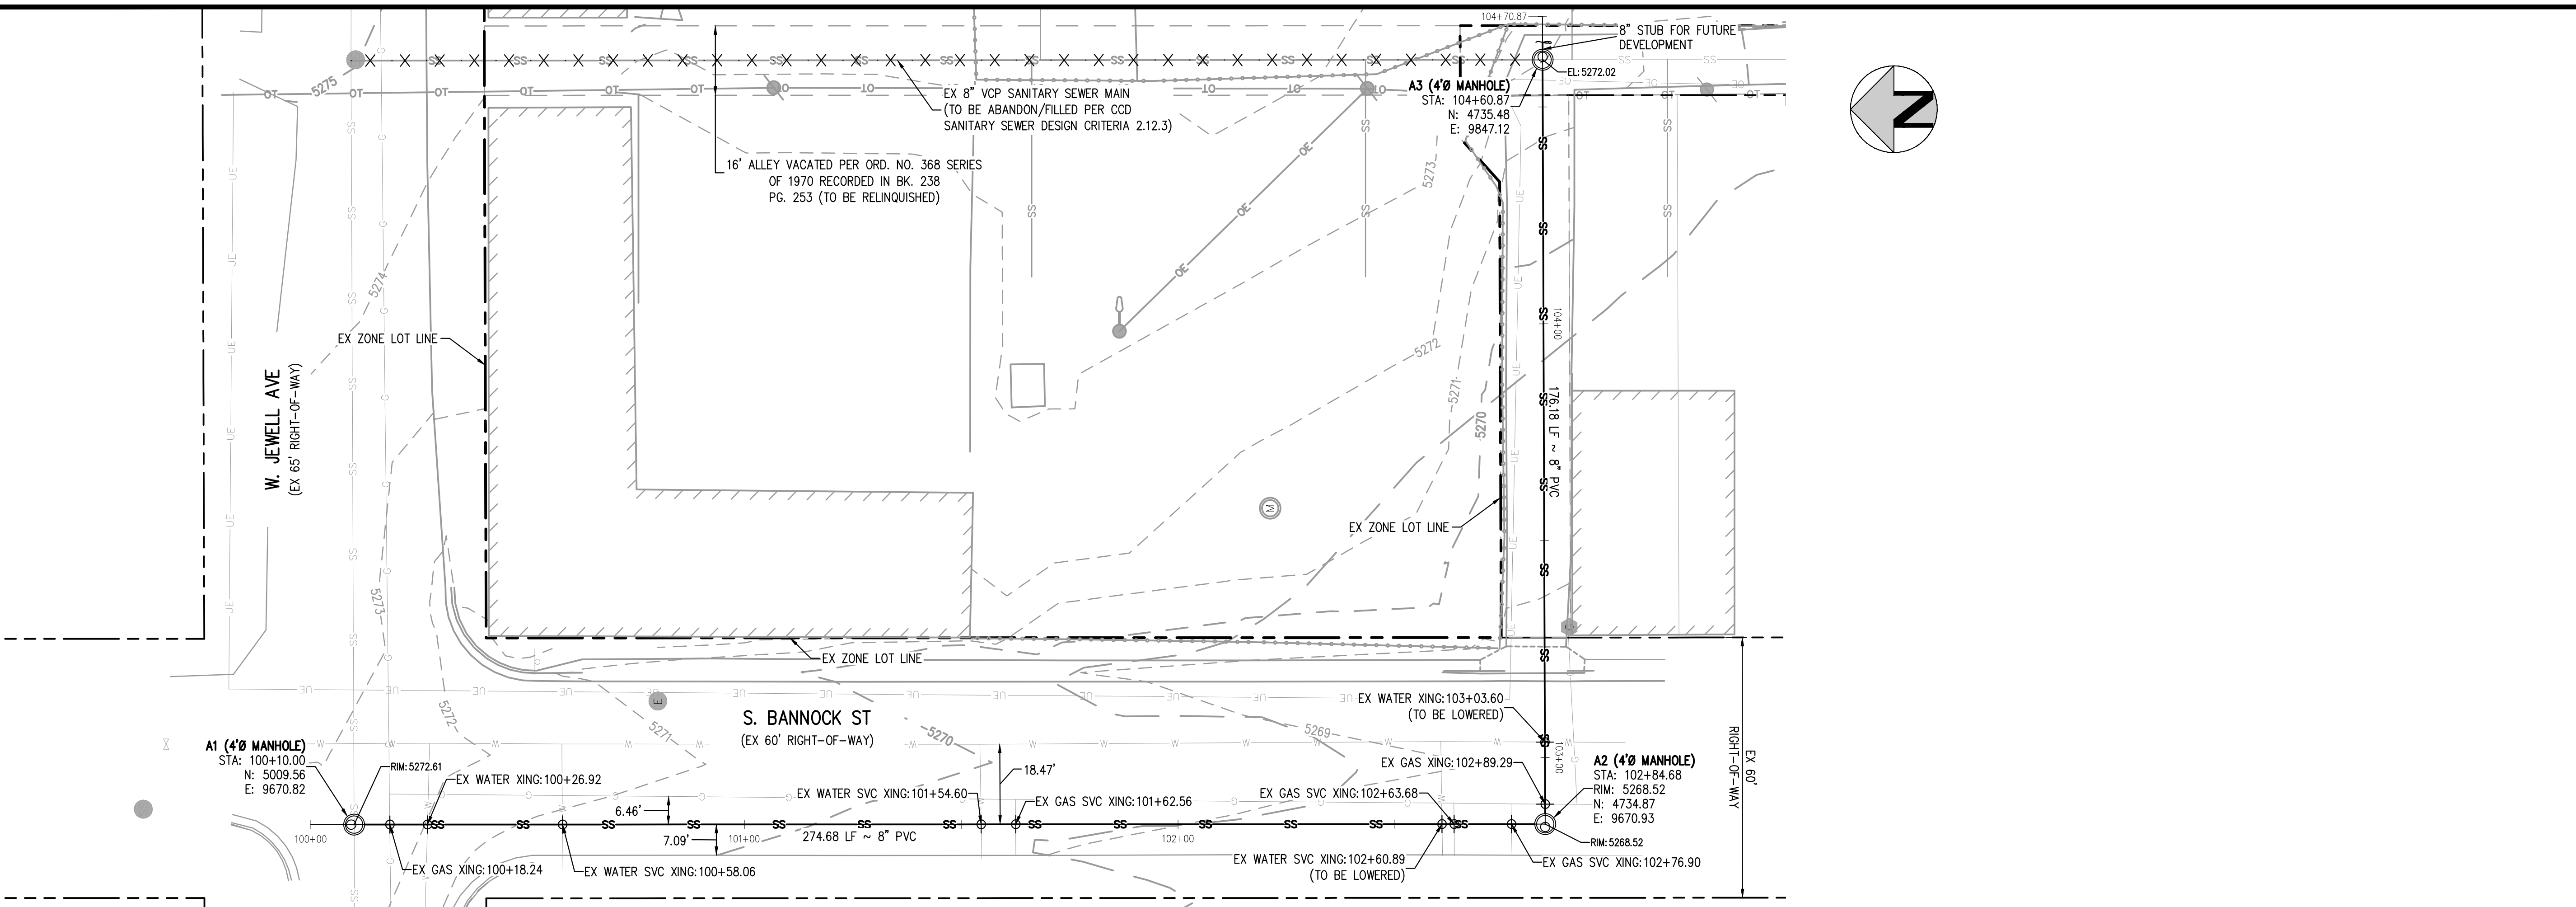 104+70.87
8" STUB FOR FUTURE
DEVELOPMENT
EL: 5272.02
A3 (4'Ø MANHOLE)
STA: 104+60.87
N: 4735.48
E: 9847.12
EX 8" VCP SANITARY SEWER MAIN
(TO BE ABANDON/FILLED PER CCD
SANITARY SEWER DESIGN CRITERIA 2.12.3)
16' ALLEY VACATED PER ORD. NO. 368 SERIES
OF 1970 RECORDED IN BK. 238
PG. 253 (TO BE RELINQUISHED)
N
5275
5274
5273
5272
5271
5270
5273
5272
5271
5270
5269
EX ZONE LOT LINE
W. JEWELL AVE
(EX 65' RIGHT-OF-WAY)
104+00
176.18 LF ~ 8" PVC
EX ZONE LOT LINE
M
EX ZONE LOT LINE
E
S. BANNOCK ST
(EX 60' RIGHT-OF-WAY)
EX WATER XING:103+03.60
(TO BE LOWERED)
103+00
EX 60'
RIGHT-OF-WAY
A1 (4'Ø MANHOLE)
STA: 100+10.00
N: 5009.56
E: 9670.82
RIM:5272.61
EX WATER XING:100+26.92
18.47'
EX GAS XING:102+89.29
A2 (4'Ø MANHOLE)
STA: 102+84.68
RIM: 5268.52
N: 4734.87
E: 9670.93
EX WATER SVC XING:101+54.60
EX GAS SVC XING:101+62.56
EX GAS SVC XING:102+63.68
6.46'
7.09'
100+00
101+00
274.68 LF ~ 8" PVC
102+00
RIM:5268.52
EX GAS XING:100+18.24
EX WATER SVC XING:100+58.06
EX WATER SVC XING:102+60.89
(TO BE LOWERED)
EX GAS SVC XING:102+76.90
SS
OT
OE
UE
G
W